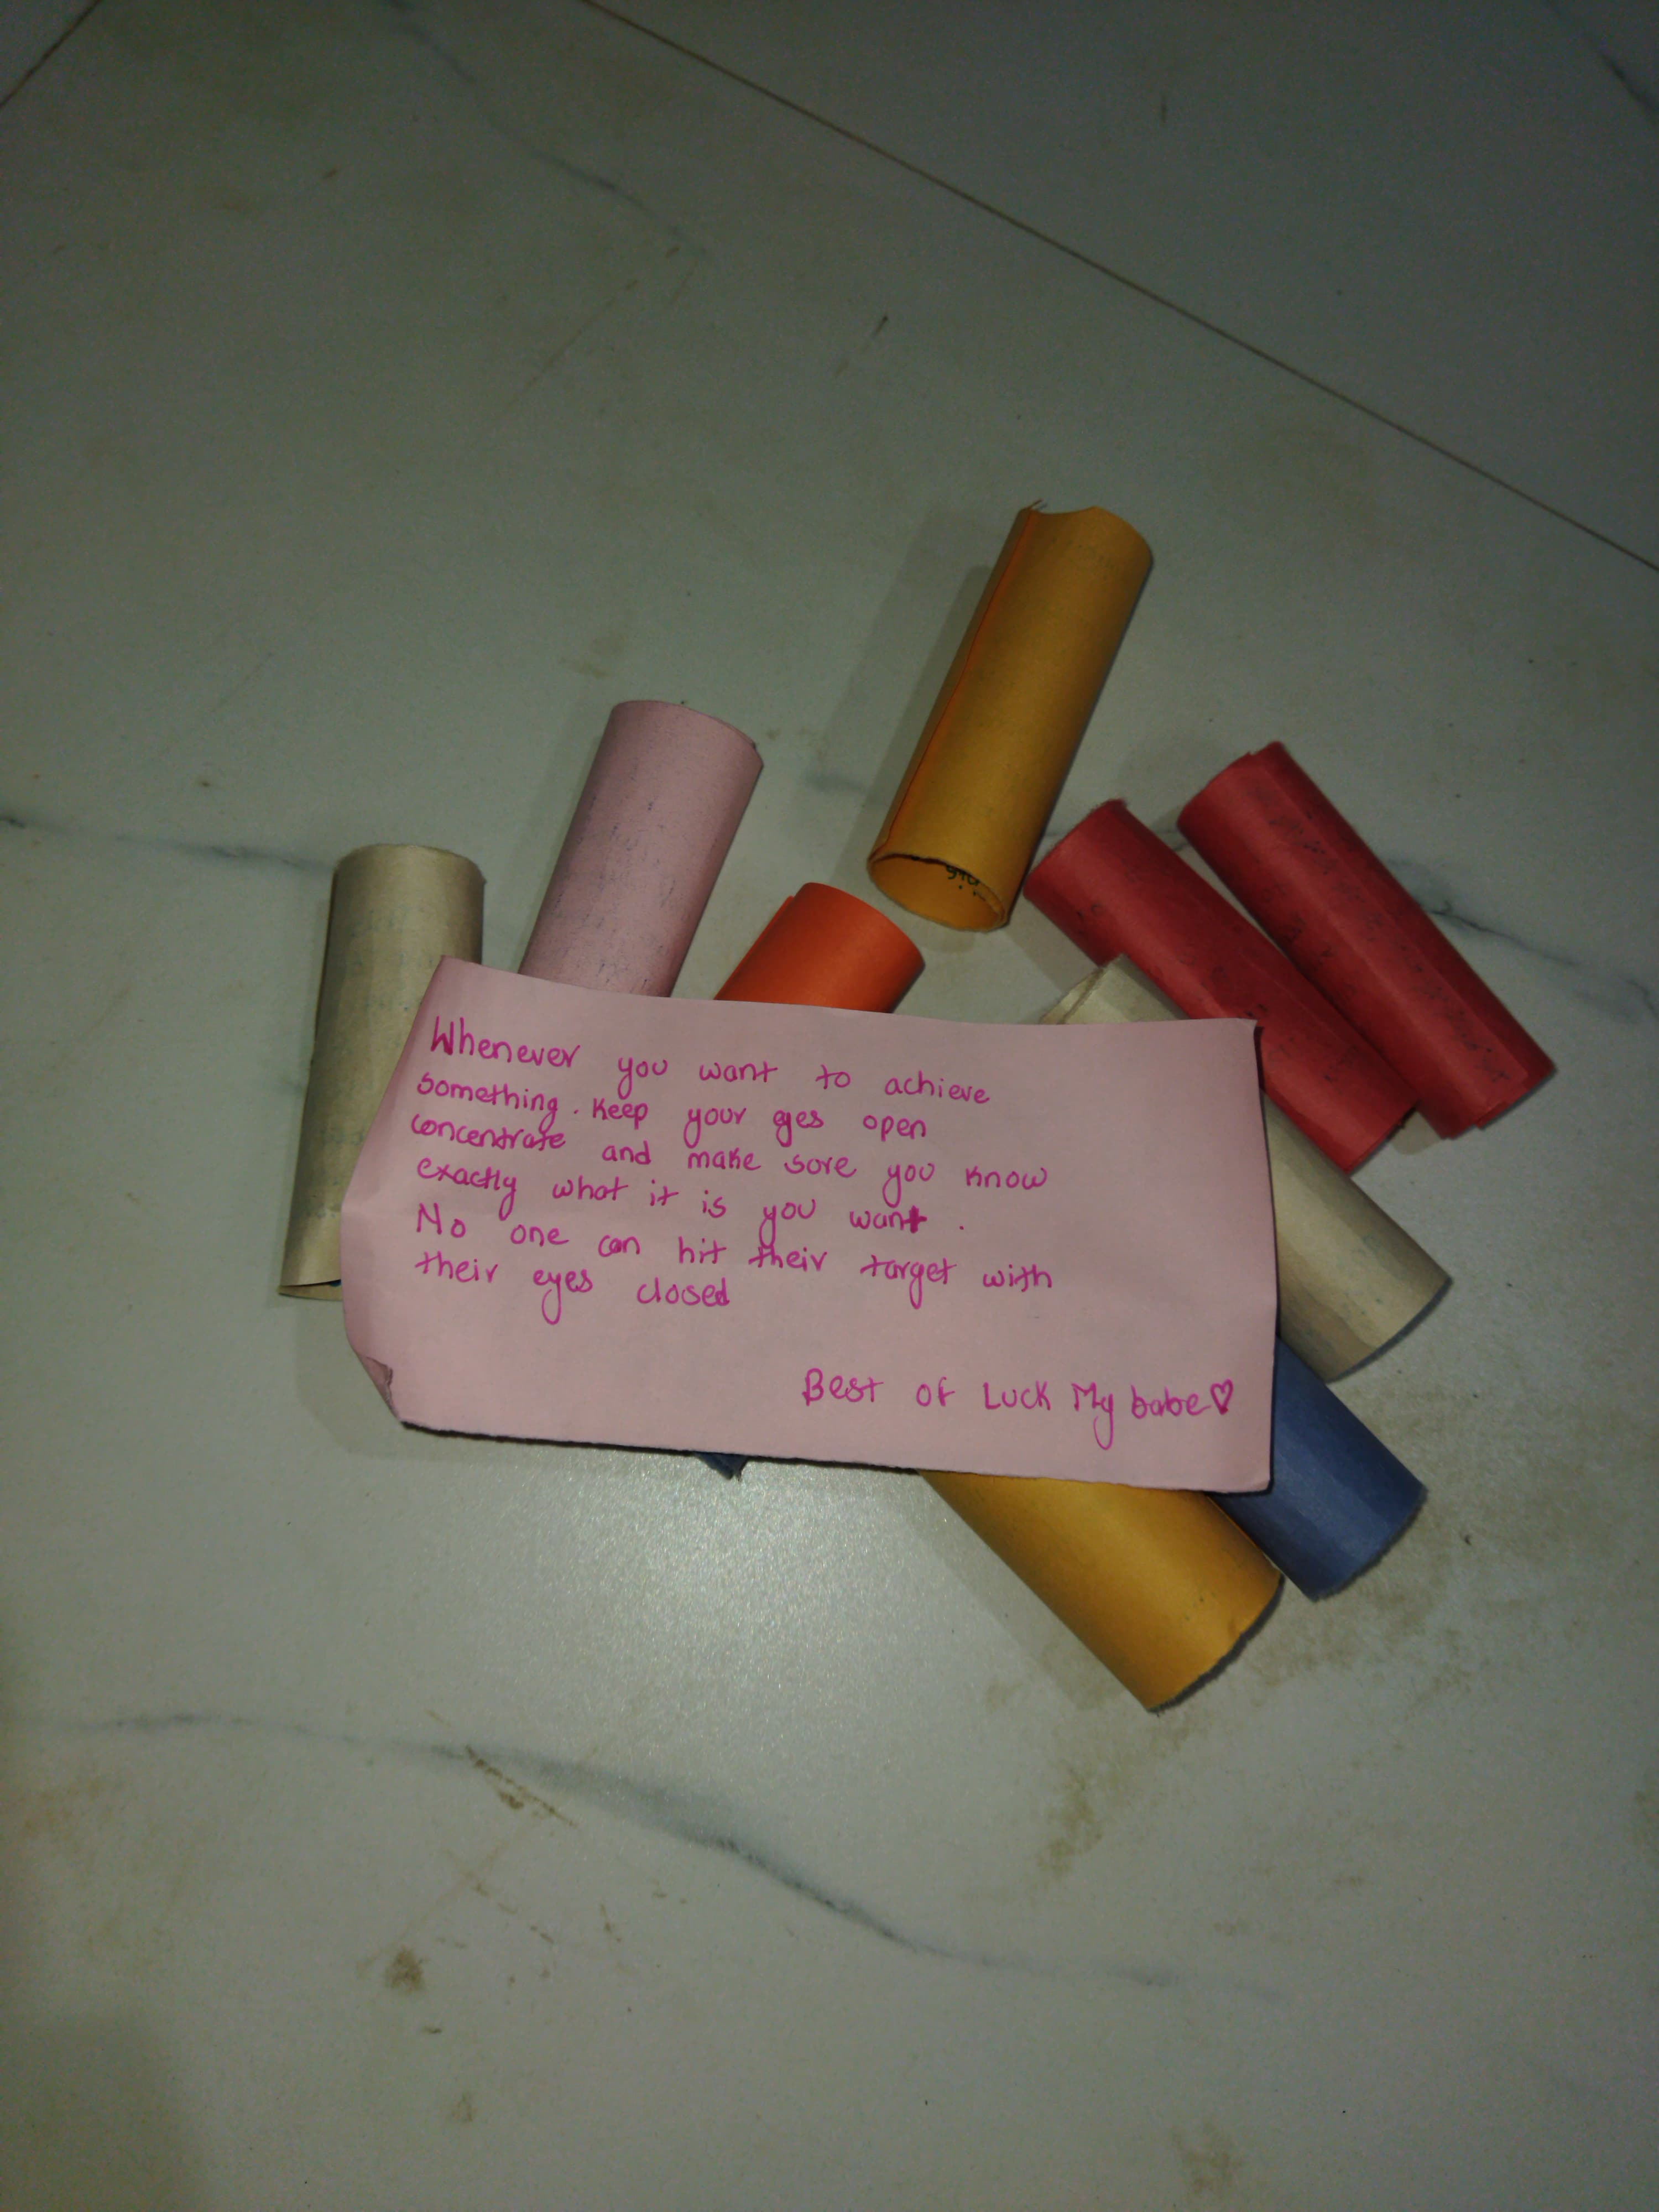 Whenever you want to achieve
something. Keep your eyes open
concentrate and make sure you know
exactly what it is you want.
No one can hit their target with
their eyes closed
Best of Luck My babe♡